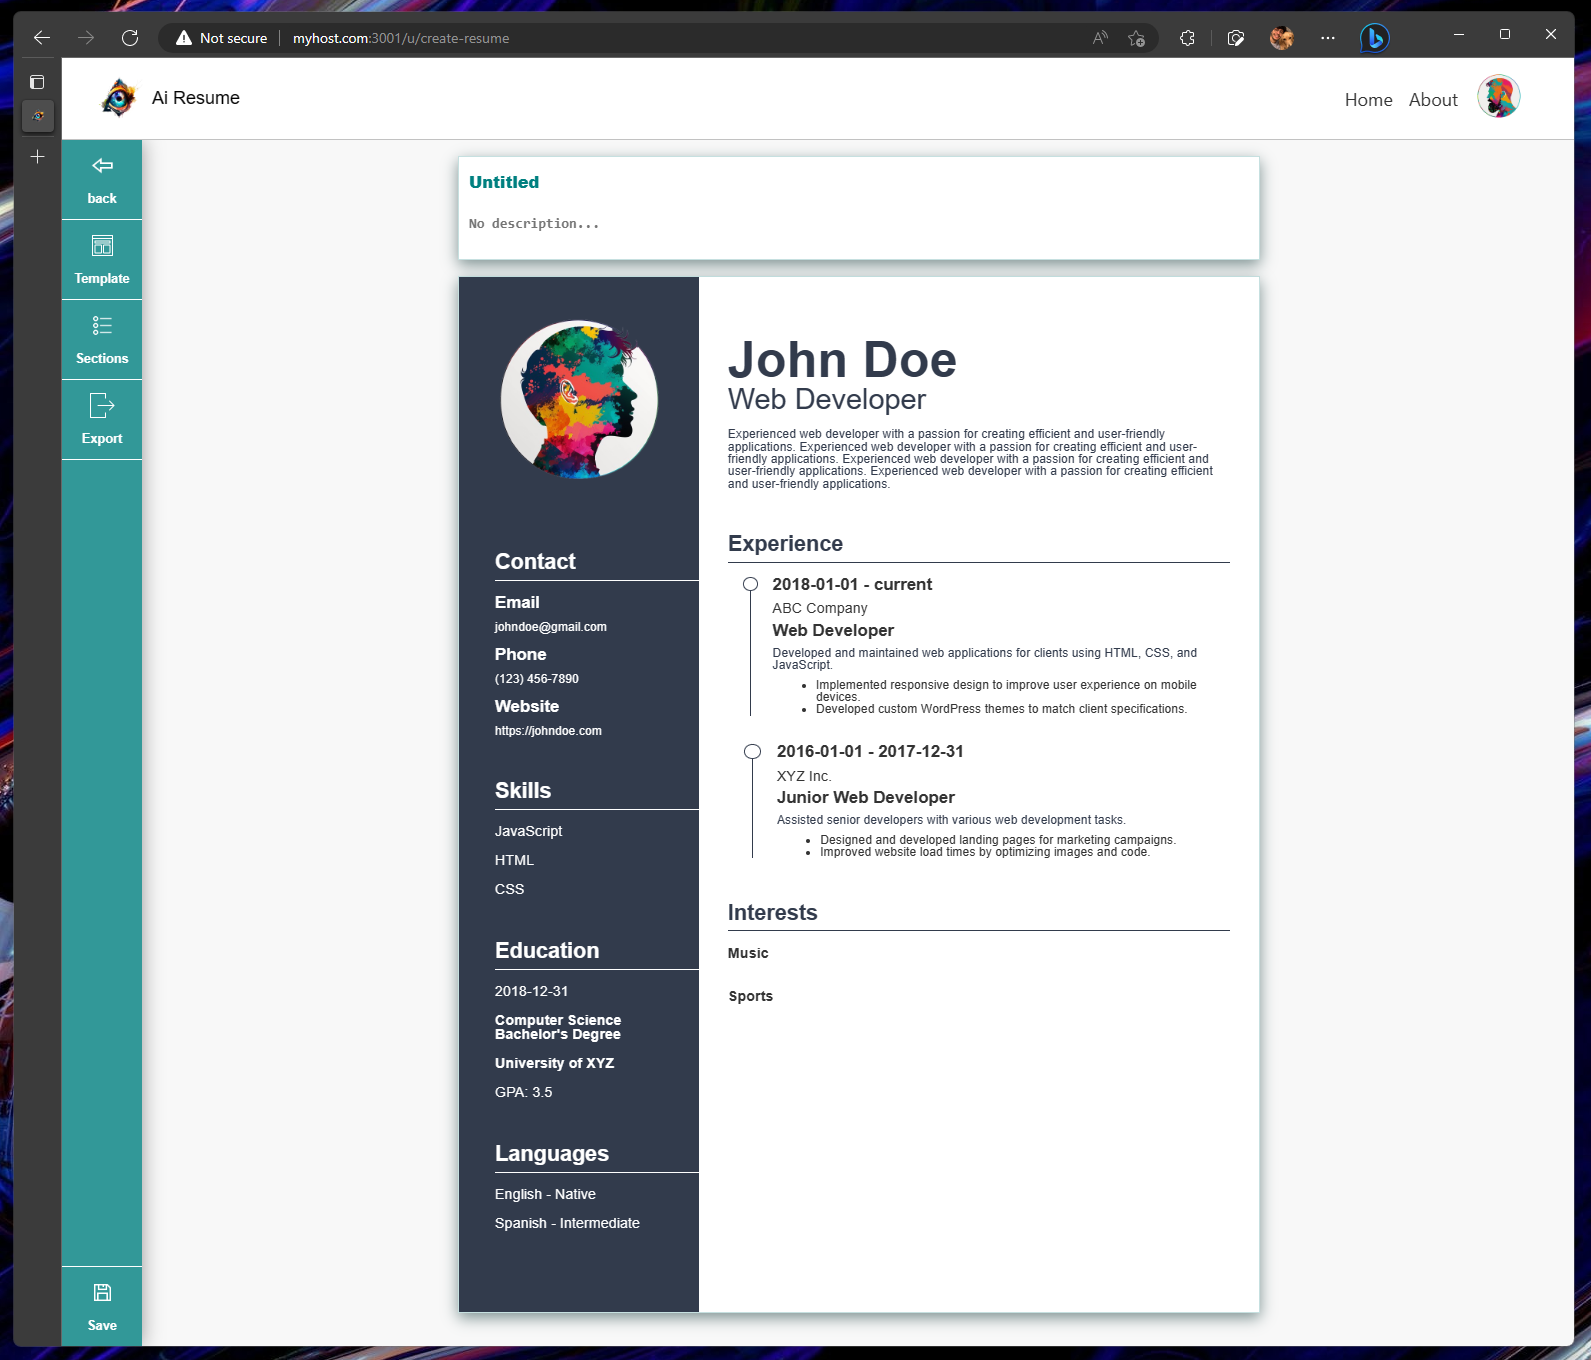 Not secure
myhost.com:3001/u/create-resume
Ai Resume
Home
About
back
Template
Sections
Export
Save
Untitled
No description...
Contact
Email
johndoe@gmail.com
Phone
(123) 456-7890
Website
https://johndoe.com
Skills
JavaScript
HTML
CSS
Education
2018-12-31
Computer Science
Bachelor's Degree
University of XYZ
GPA: 3.5
Languages
English - Native
Spanish - Intermediate
John Doe
Web Developer
Experienced web developer with a passion for creating efficient and user-friendly
applications. Experienced web developer with a passion for creating efficient and user-
friendly applications. Experienced web developer with a passion for creating efficient and
user-friendly applications. Experienced web developer with a passion for creating efficient
and user-friendly applications.
Experience
2018-01-01 - current
ABC Company
Web Developer
Developed and maintained web applications for clients using HTML, CSS, and
JavaScript.
• Implemented responsive design to improve user experience on mobile
devices.
• Developed custom WordPress themes to match client specifications.
2016-01-01 - 2017-12-31
XYZ Inc.
Junior Web Developer
Assisted senior developers with various web development tasks.
• Designed and developed landing pages for marketing campaigns.
• Improved website load times by optimizing images and code.
Interests
Music
Sports